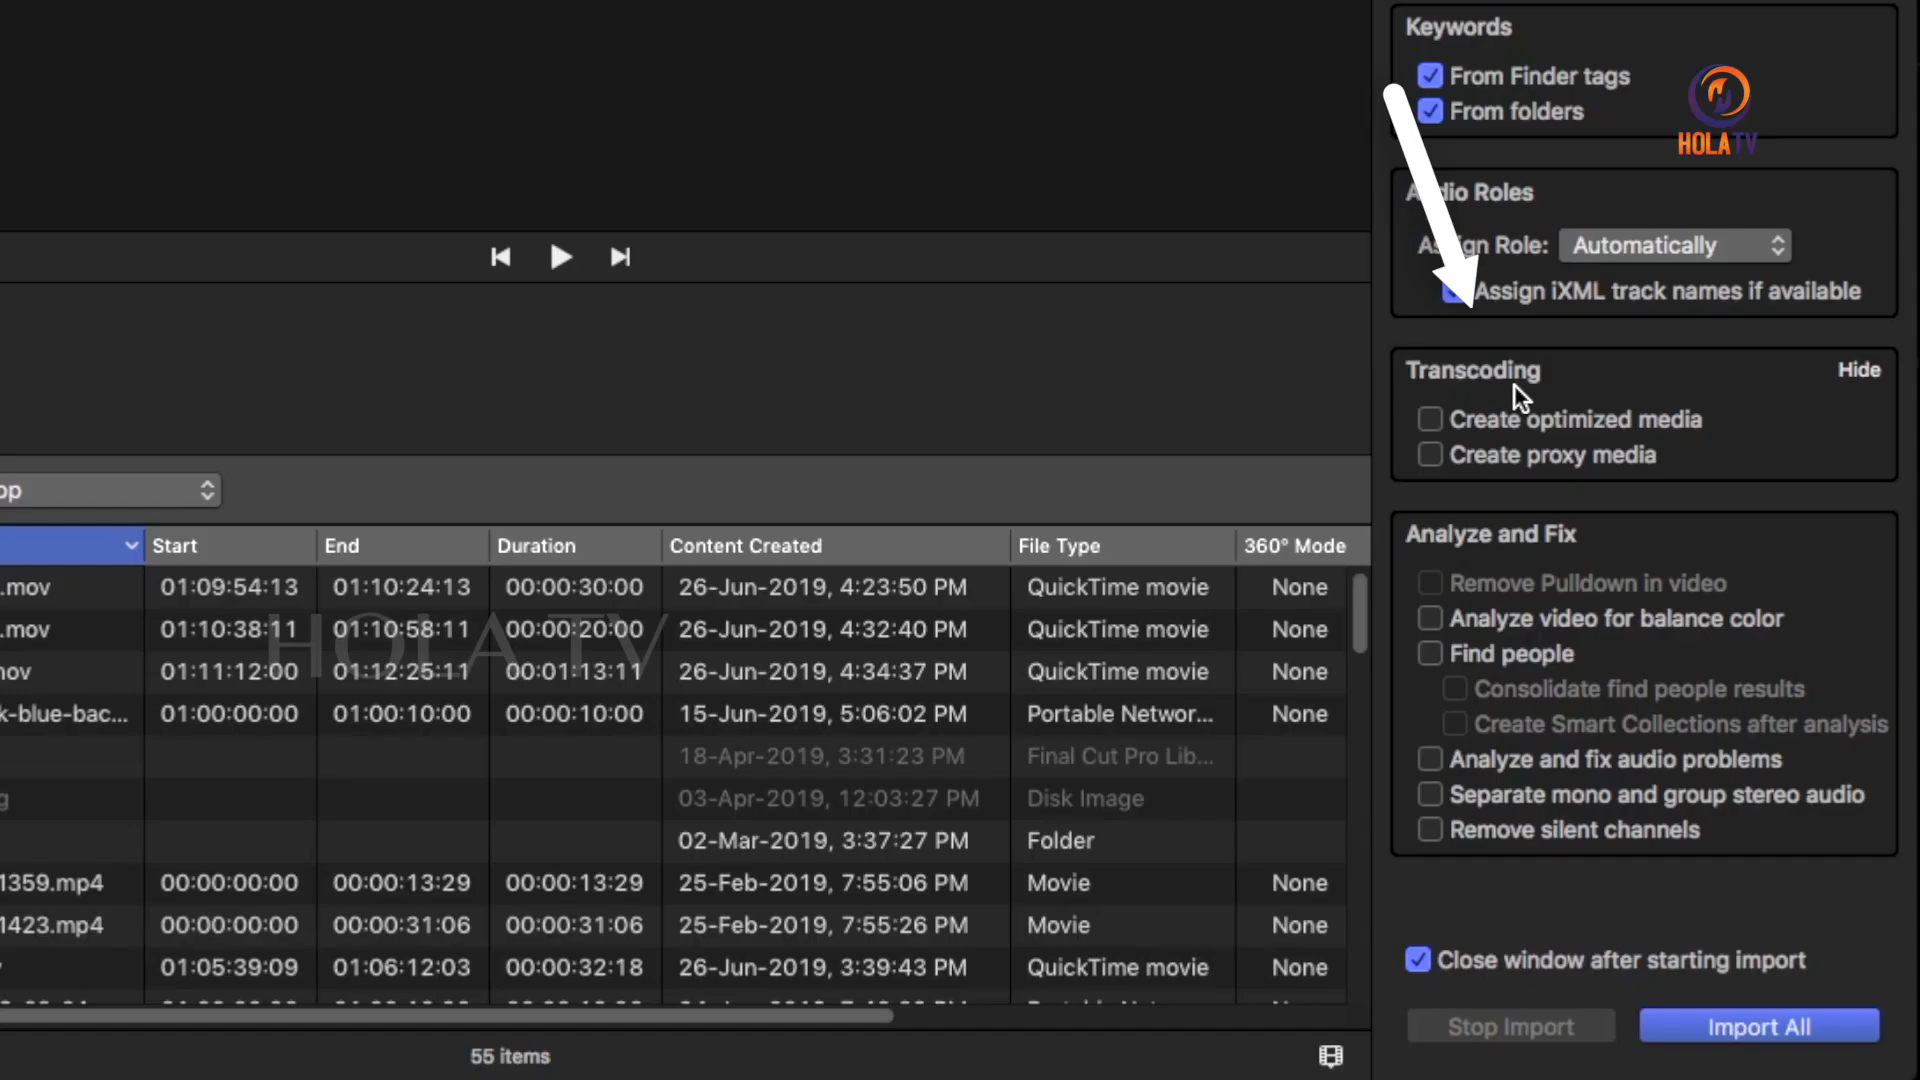 Keywords
From Finder tags
From folders
HOLATV
Audio Roles
Assign Role: Automatically
Assign iXML track names if available
Transcoding Hide
Create optimized media
Create proxy media
Start End Duration Content Created File Type 360° Mode
.mov 01:09:54:13 01:10:24:13 00:00:30:00 26-Jun-2019, 4:23:50 PM QuickTime movie None
.mov 01:10:38:11 01:10:58:11 00:00:20:00 26-Jun-2019, 4:32:40 PM QuickTime movie None
nov 01:11:12:00 01:12:25:11 00:01:13:11 26-Jun-2019, 4:34:37 PM QuickTime movie None
HOLA TV
k-blue-bac... 01:00:00:00 01:00:10:00 00:00:10:00 15-Jun-2019, 5:06:02 PM Portable Networ... None
18-Apr-2019, 3:31:23 PM Final Cut Pro Lib...
g 03-Apr-2019, 12:03:27 PM Disk Image
02-Mar-2019, 3:37:27 PM Folder
1359.mp4 00:00:00:00 00:00:13:29 00:00:13:29 25-Feb-2019, 7:55:06 PM Movie None
1423.mp4 00:00:00:00 00:00:31:06 00:00:31:06 25-Feb-2019, 7:55:26 PM Movie None
01:05:39:09 01:06:12:03 00:00:32:18 26-Jun-2019, 3:39:43 PM QuickTime movie None
55 items
Analyze and Fix
Remove Pulldown in video
Analyze video for balance color
Find people
Consolidate find people results
Create Smart Collections after analysis
Analyze and fix audio problems
Separate mono and group stereo audio
Remove silent channels
Close window after starting import
Stop Import Import All